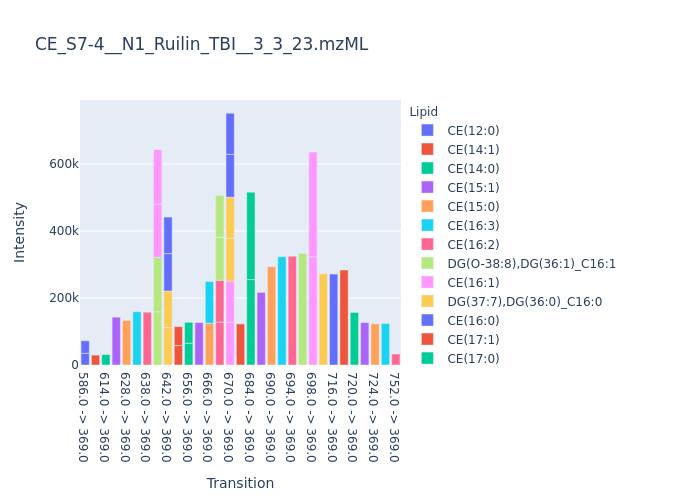 CE_S7-4__N1_Ruilin_TBI__3_3_23.mzML
Lipid
CE(12:0)
CE(14:1)
CE(14:0)
CE(15:1)
CE(15:0)
CE(16:3)
CE(16:2)
DG(O-38:8),DG(36:1)_C16:1
CE(16:1)
DG(37:7),DG(36:0)_C16:0
CE(16:0)
CE(17:1)
CE(17:0)
Intensity
600k
400k
200k
0
586.0 -> 369.0
614.0 -> 369.0
628.0 -> 369.0
638.0 -> 369.0
642.0 -> 369.0
656.0 -> 369.0
666.0 -> 369.0
670.0 -> 369.0
684.0 -> 369.0
690.0 -> 369.0
694.0 -> 369.0
698.0 -> 369.0
716.0 -> 369.0
720.0 -> 369.0
724.0 -> 369.0
752.0 -> 369.0
Transition